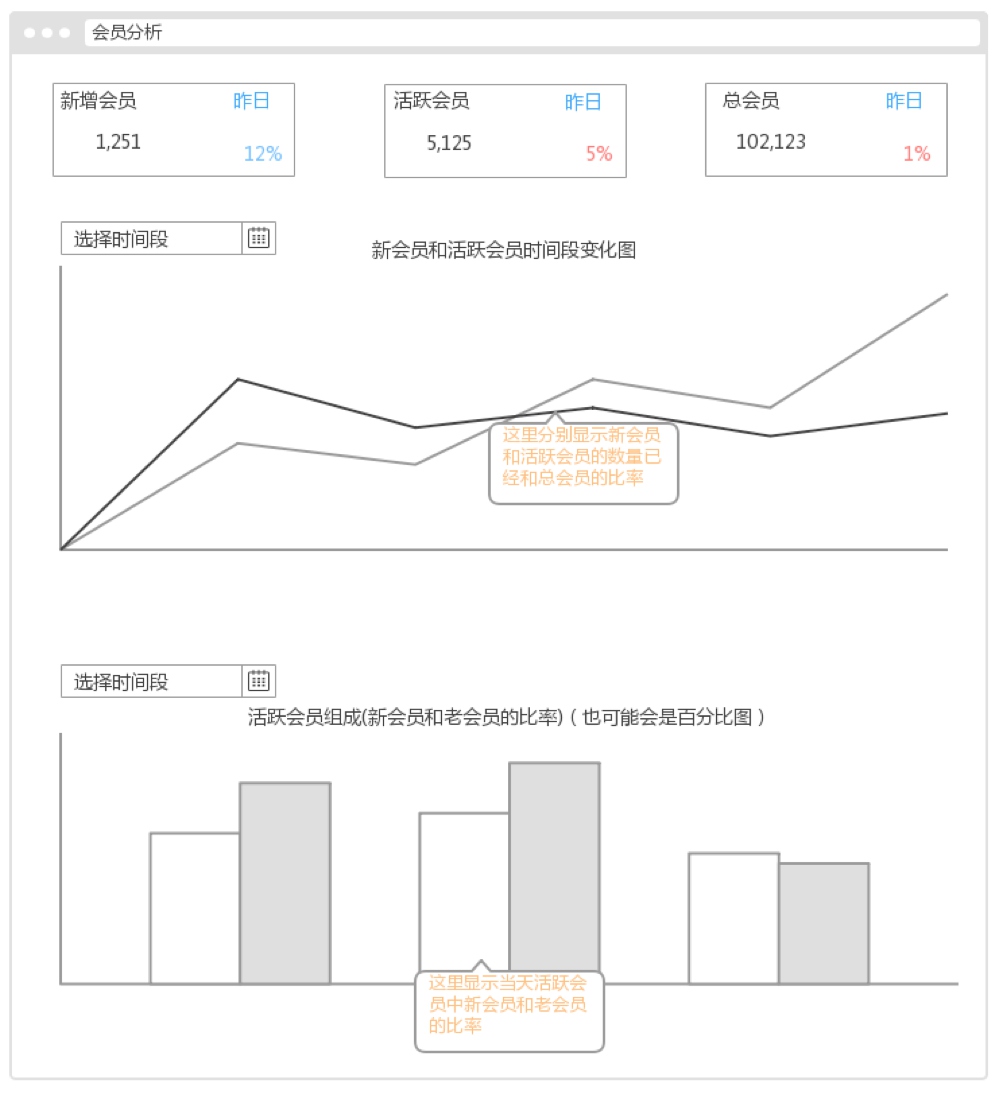 会员分析
新增会员 昨日
1,251
12%
活跃会员 昨日
5,125
5%
总会员 昨日
102,123
1%
选择时间段
新会员和活跃会员时间段变化图
这里分别显示新会员
和活跃会员的数量已
经和总会员的比率
选择时间段
活跃会员组成(新会员和老会员的比率)（也可能会是百分比图）
这里显示当天活跃会
员中新会员和老会员
的比率